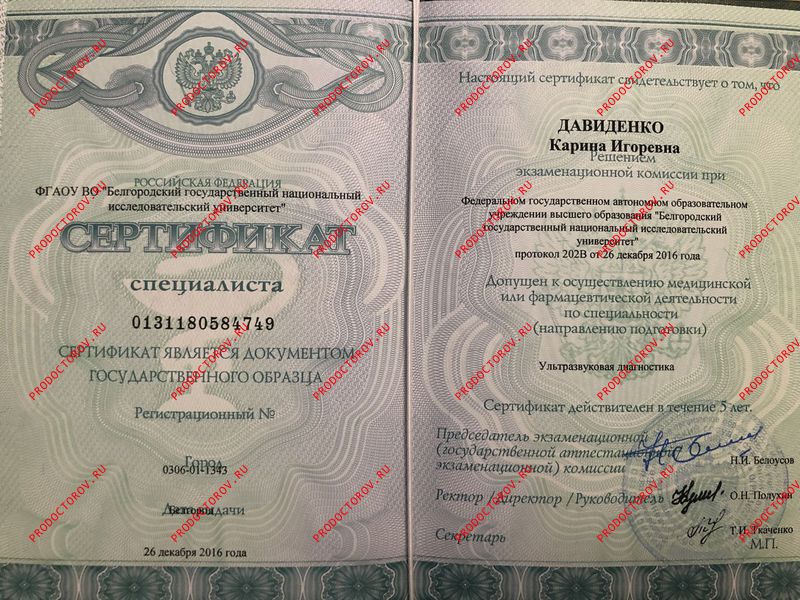 РОССИЙСКАЯ ФЕДЕРАЦИЯ
ФГАОУ ВО "Белгородский государственный национальный
исследовательский университет"
СЕРТИФИКАТ
специалиста
0131180584749
СЕРТИФИКАТ ЯВЛЯЕТСЯ ДОКУМЕНТОМ
ГОСУДАРСТВЕННОГО ОБРАЗЦА
Регистрационный №
Город
0306-01-1343
Белгород
Дата выдачи
26 декабря 2016 года
Настоящий сертификат свидетельствует о том, что
ДАВИДЕНКО
Карина Игоревна
Решением
экзаменационной комиссии при
Федеральном государственном автономном образовательном
учреждении высшего образования "Белгородский
государственный национальный исследовательский
университет"
протокол 202В от 26 декабря 2016 года
Допущен к осуществлению медицинской
или фармацевтической деятельности
по специальности
(направлению подготовки)
Ультразвуковая диагностика
Сертификат действителен в течение 5 лет.
Председатель экзаменационной
(государственной аттестационной
экзаменационной) комиссии
Н.И. Белоусов
Ректор / Директор / Руководитель
О.Н. Полухин
Секретарь
Т.И. Ткаченко
М.П.
PRODOCTOROV.RU